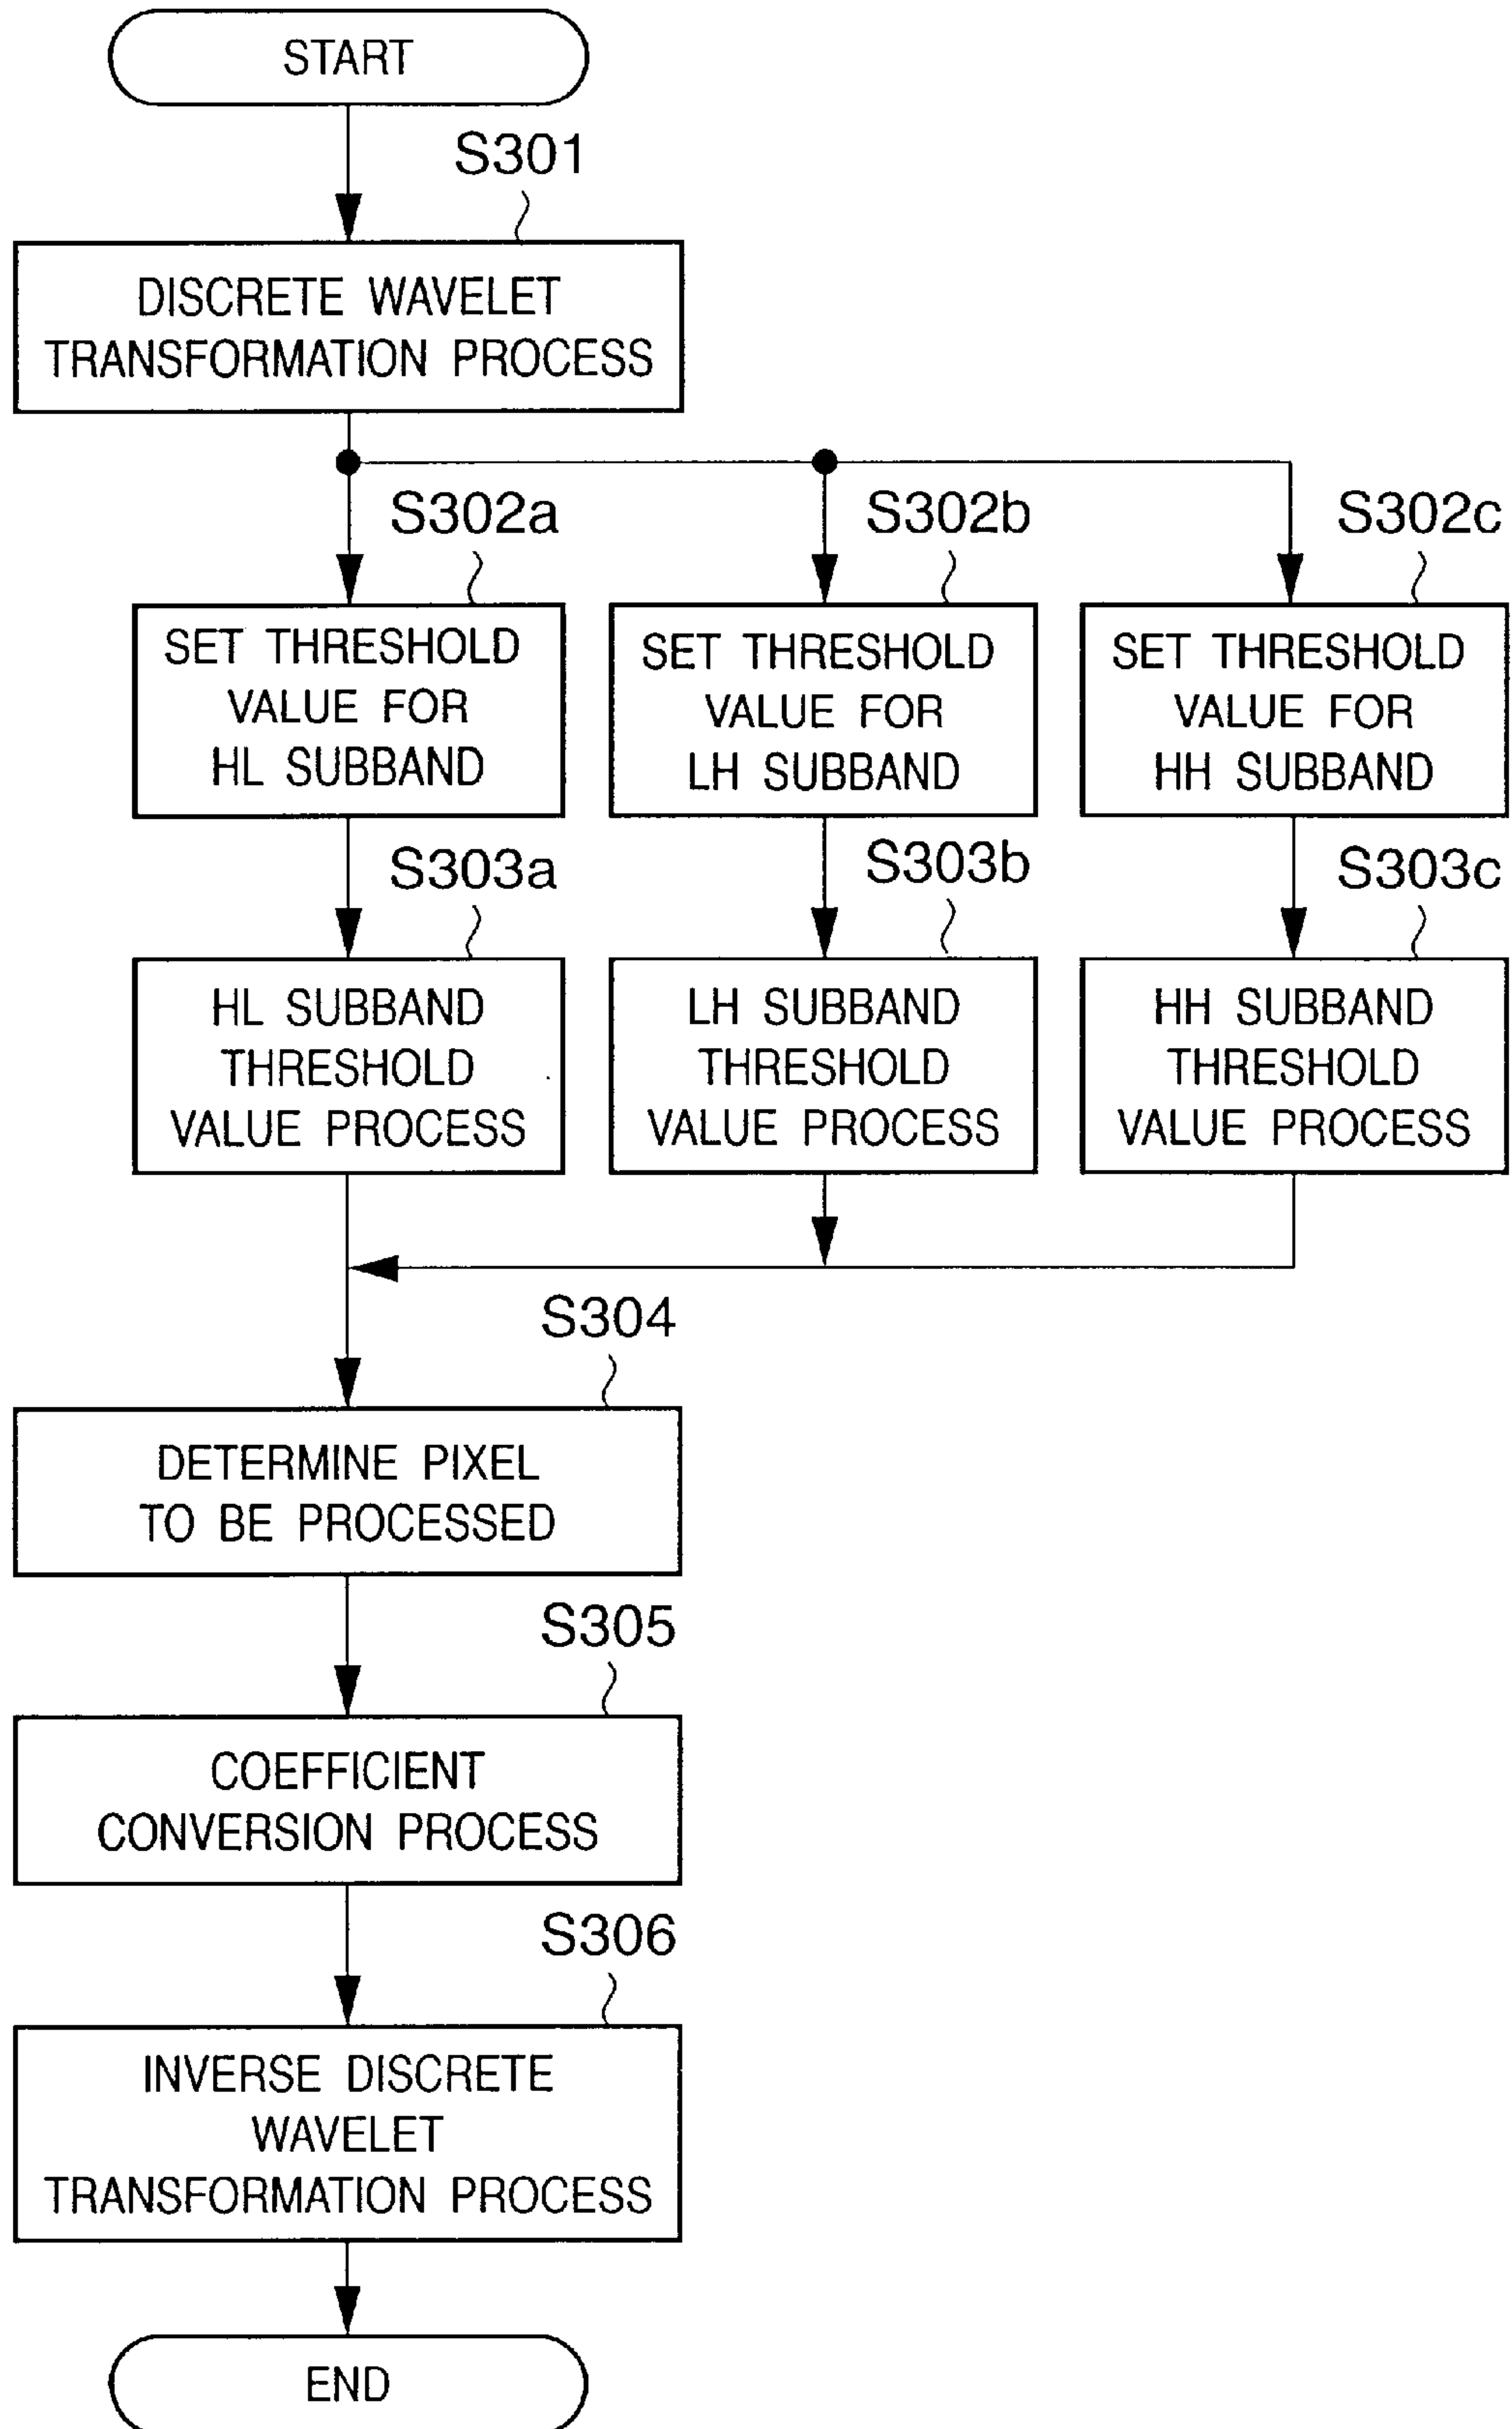 START
S301
DISCRETE WAVELET
TRANSFORMATION PROCESS
S302a
SET THRESHOLD
VALUE FOR
HL SUBBAND
S302b
SET THRESHOLD
VALUE FOR
LH SUBBAND
S302c
SET THRESHOLD
VALUE FOR
HH SUBBAND
S303a
HL SUBBAND
THRESHOLD
VALUE PROCESS
S303b
LH SUBBAND
THRESHOLD
VALUE PROCESS
S303c
HH SUBBAND
THRESHOLD
VALUE PROCESS
S304
DETERMINE PIXEL
TO BE PROCESSED
S305
COEFFICIENT
CONVERSION PROCESS
S306
INVERSE DISCRETE
WAVELET
TRANSFORMATION PROCESS
END